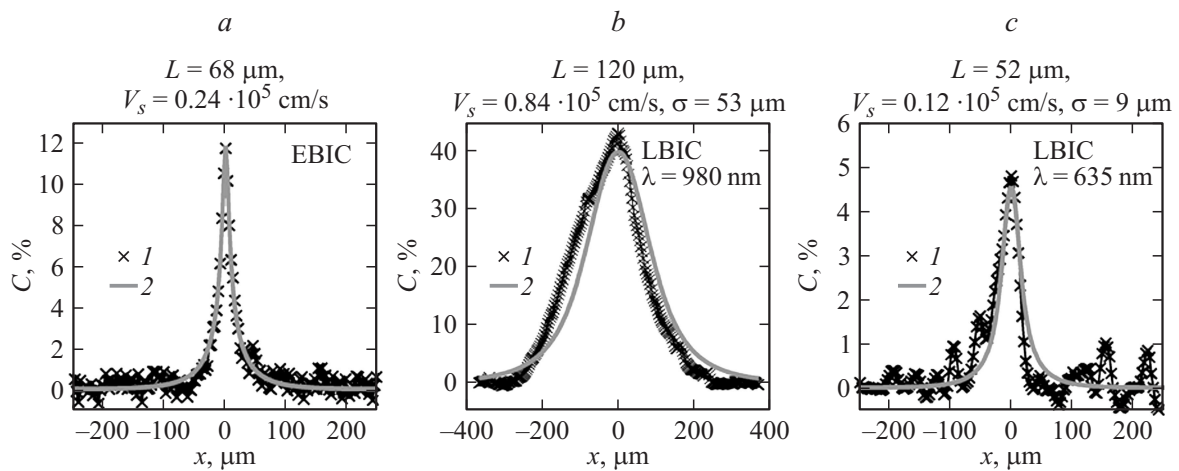 a
L = 68 μm,
V_s = 0.24 ·10^5 cm/s
EBIC
1
2
C, %
12
10
8
6
4
2
0
–200 –100 0 100 200
x, μm
b
L = 120 μm,
V_s = 0.84 ·10^5 cm/s, σ = 53 μm
LBIC
λ = 980 nm
1
2
C, %
40
30
20
10
0
–400 –200 0 200 400
x, μm
c
L = 52 μm,
V_s = 0.12 ·10^5 cm/s, σ = 9 μm
LBIC
λ = 635 nm
1
2
C, %
6
5
4
3
2
1
0
–200 –100 0 100 200
x, μm